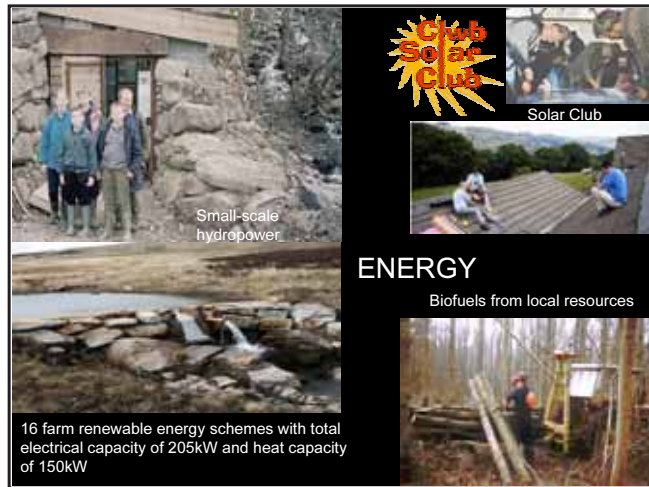 Club
Solar
Club
Solar Club
Small-scale
hydropower
ENERGY
Biofuels from local resources
16 farm renewable energy schemes with total
electrical capacity of 205kW and heat capacity
of 150kW